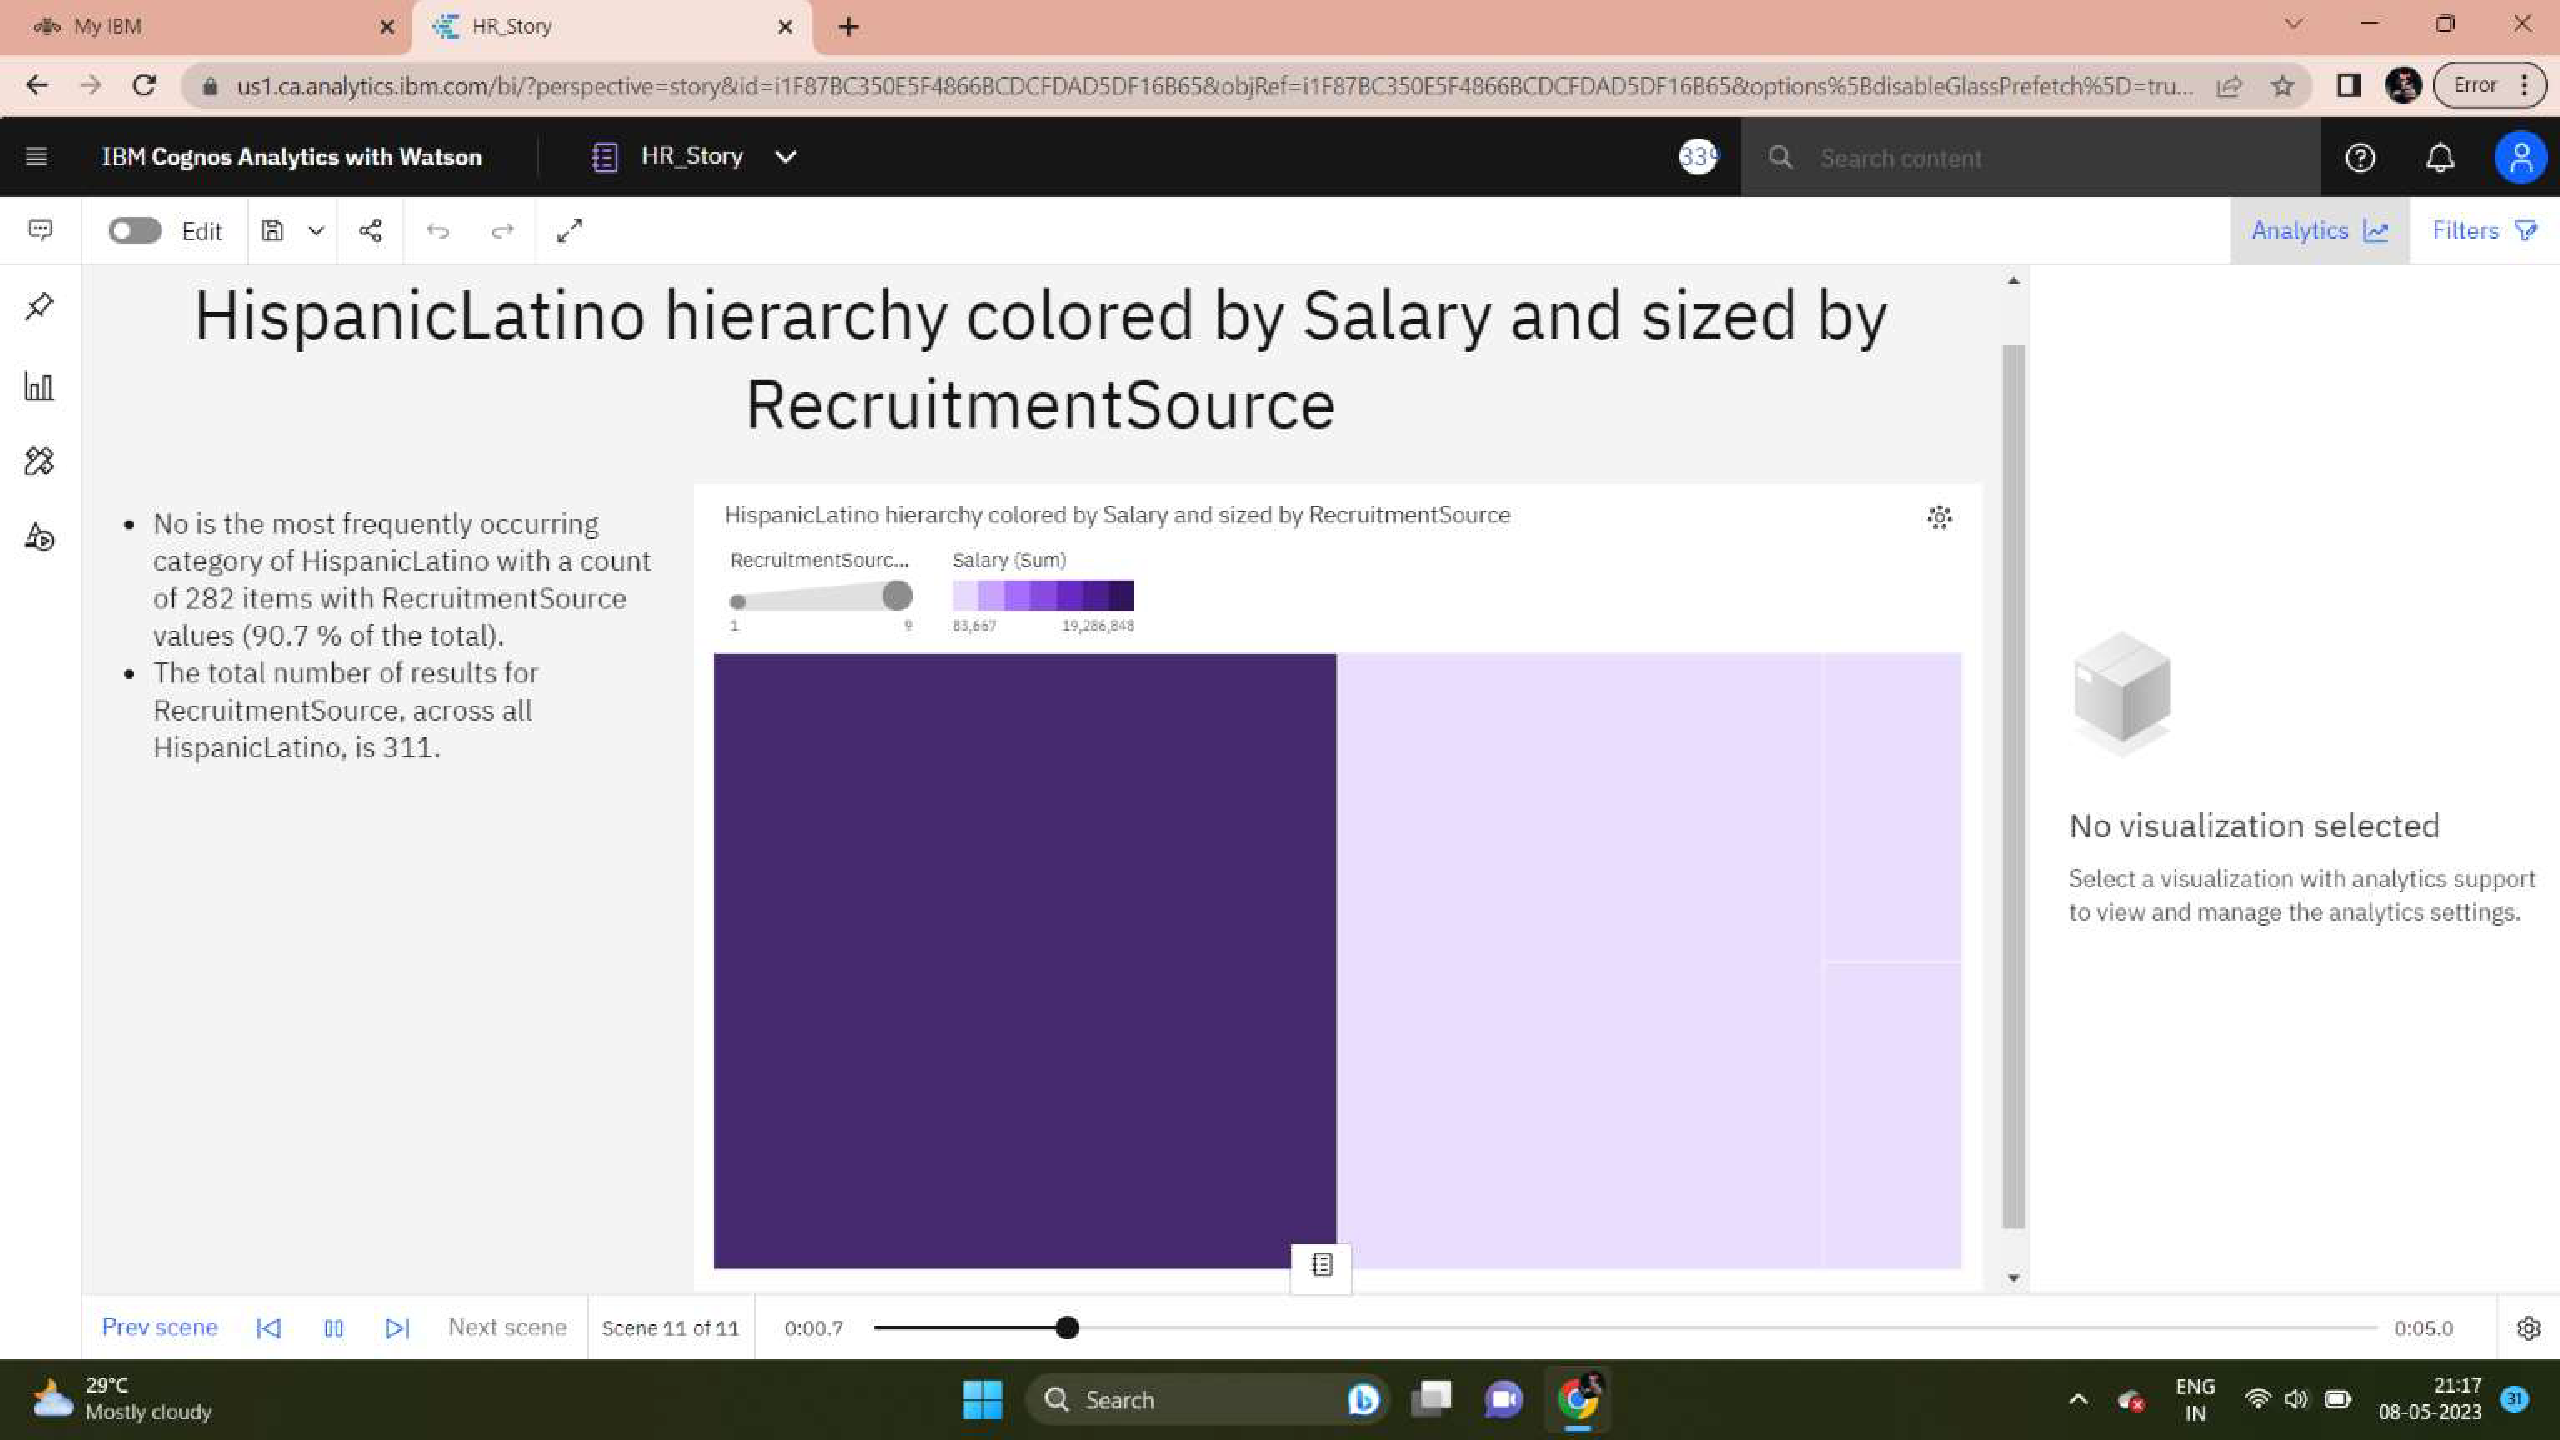 My IBM
HR_Story
us1.ca.analytics.ibm.com/bi/?perspective=story&id=i1F87BC350E5F4866BCDCFDAD5DF16B65&objRef=i1F87BC350E5F4866BCDCFDAD5DF16B65&options%5BdisableGlassPrefetch%5D=tru...
Error
IBM Cognos Analytics with Watson
HR_Story
Search content
Edit
Analytics
Filters
HispanicLatino hierarchy colored by Salary and sized by
RecruitmentSource
• No is the most frequently occurring
category of HispanicLatino with a count
of 282 items with RecruitmentSource
values (90.7 % of the total).
• The total number of results for
RecruitmentSource, across all
HispanicLatino, is 311.
HispanicLatino hierarchy colored by Salary and sized by RecruitmentSource
RecruitmentSourc...
Salary (Sum)
1 9
83,667 19,286,848
No visualization selected
Select a visualization with analytics support
to view and manage the analytics settings.
Prev scene
Next scene
Scene 11 of 11
0:00.7
0:05.0
29°C
Mostly cloudy
Search
ENG
IN
21:17
08-05-2023
31